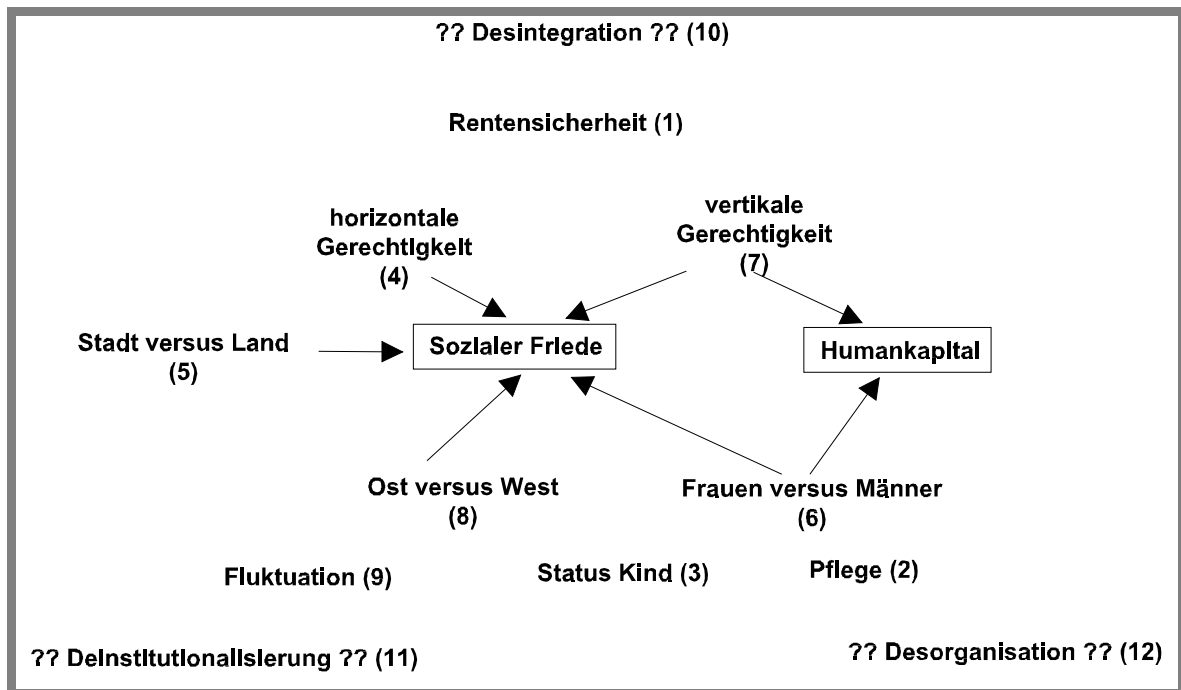 ?? Desintegration ?? (10)
Rentensicherheit (1)
horizontale
Gerechtigkeit
(4)
vertikale
Gerechtigkeit
(7)
Stadt versus Land
(5)
Sozialer Friede
Humankapital
Ost versus West
(8)
Frauen versus Männer
(6)
Fluktuation (9)
Status Kind (3)
Pflege (2)
?? Deinstitutionalisierung ?? (11)
?? Desorganisation ?? (12)